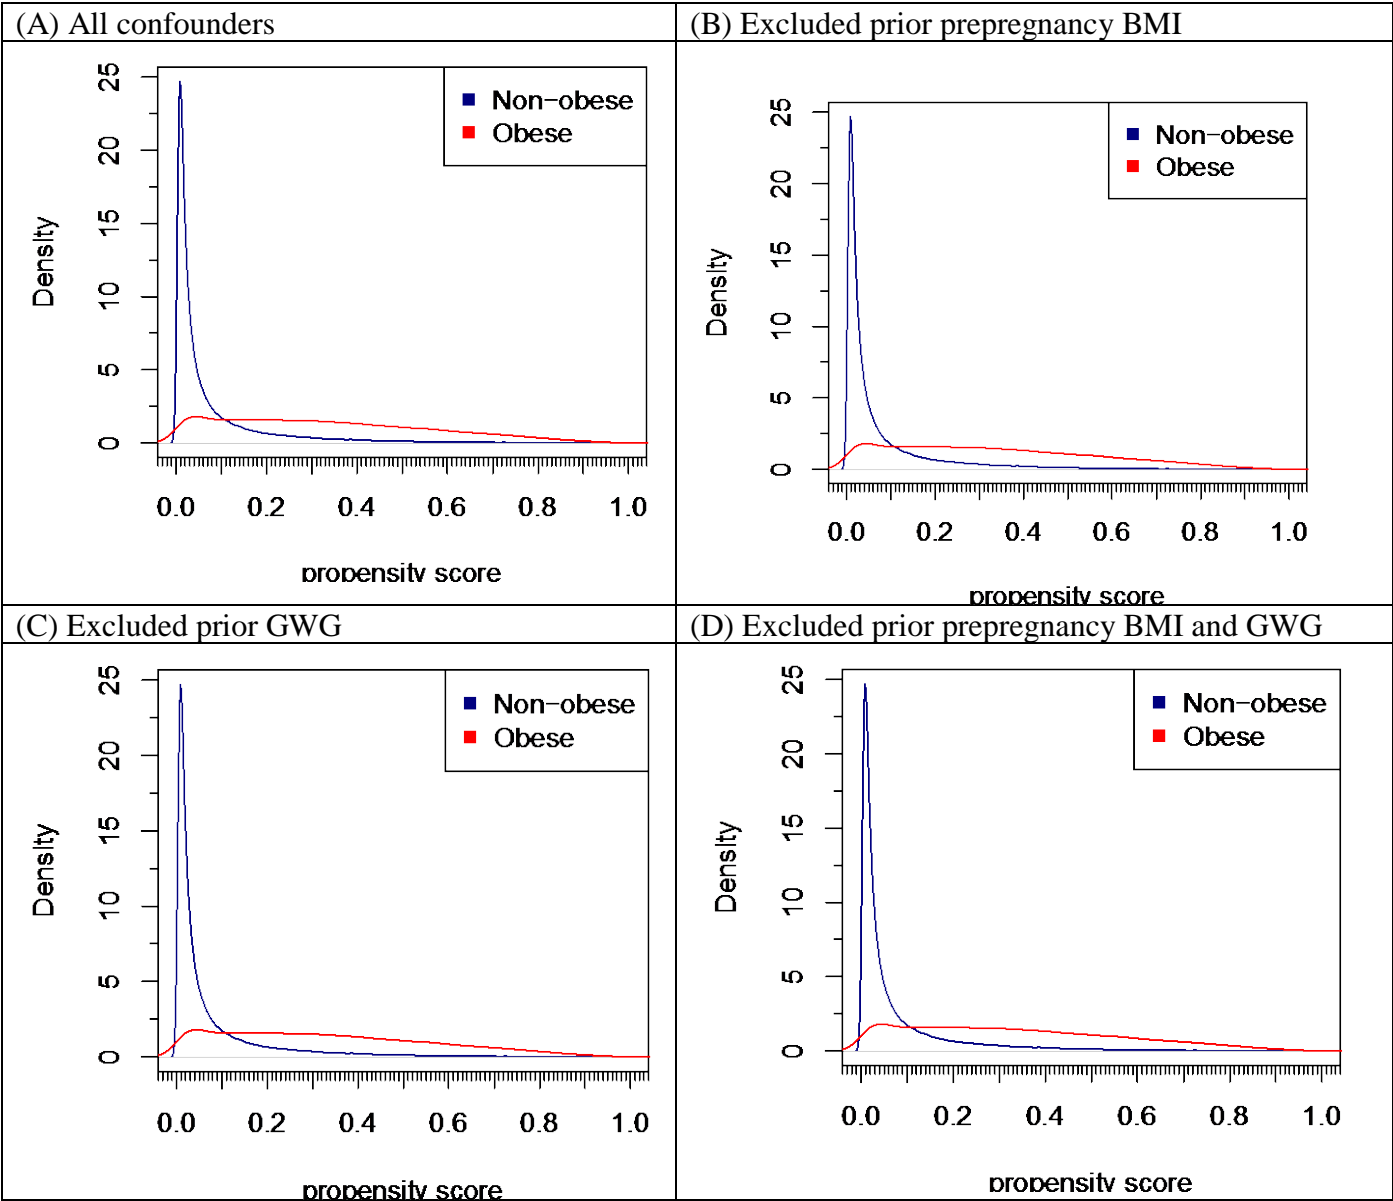 (A) All confounders
25
20
15
10
5
0
Density
Non-obese
Obese
0.0 0.2 0.4 0.6 0.8 1.0
propensity score
(B) Excluded prior prepregnancy BMI
25
20
15
10
5
0
Density
Non-obese
Obese
0.0 0.2 0.4 0.6 0.8 1.0
propensity score
(C) Excluded prior GWG
25
20
15
10
5
0
Density
Non-obese
Obese
0.0 0.2 0.4 0.6 0.8 1.0
propensity score
(D) Excluded prior prepregnancy BMI and GWG
25
20
15
10
5
0
Density
Non-obese
Obese
0.0 0.2 0.4 0.6 0.8 1.0
propensity score